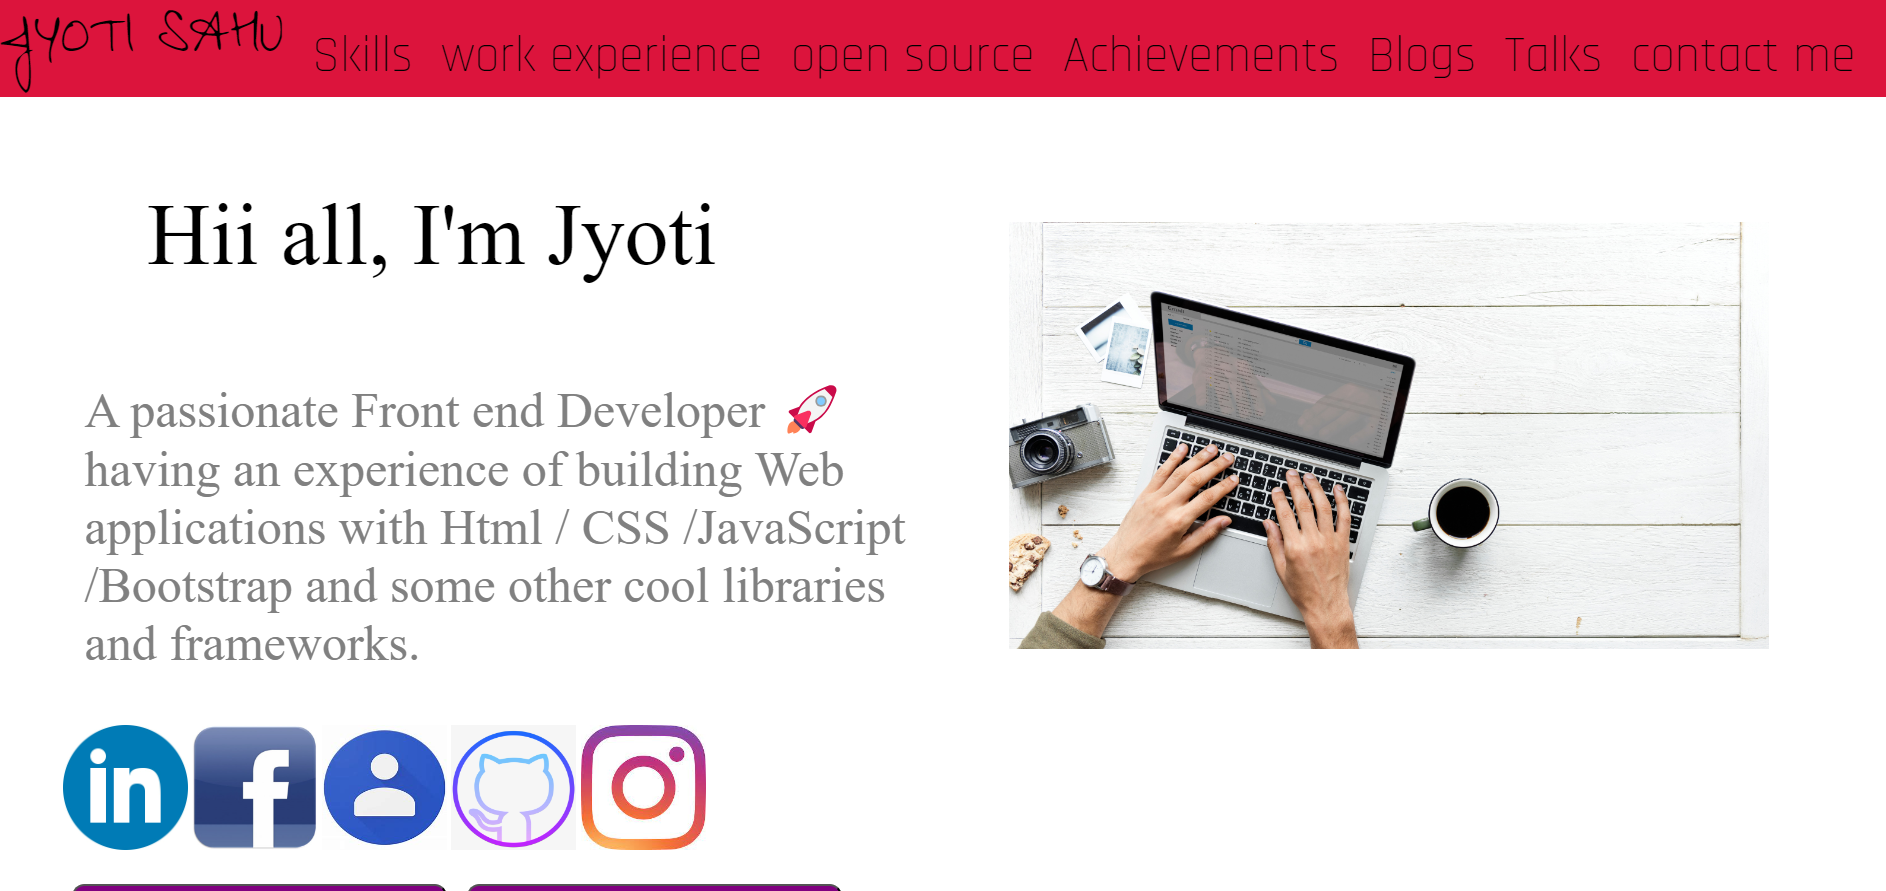 JYOTI SAHU
Skills work experience open source Achievements Blogs Talks contact me
Hii all, I'm Jyoti
A passionate Front end Developer 🚀
having an experience of building Web
applications with Html / CSS /JavaScript
/Bootstrap and some other cool libraries
and frameworks.
in f